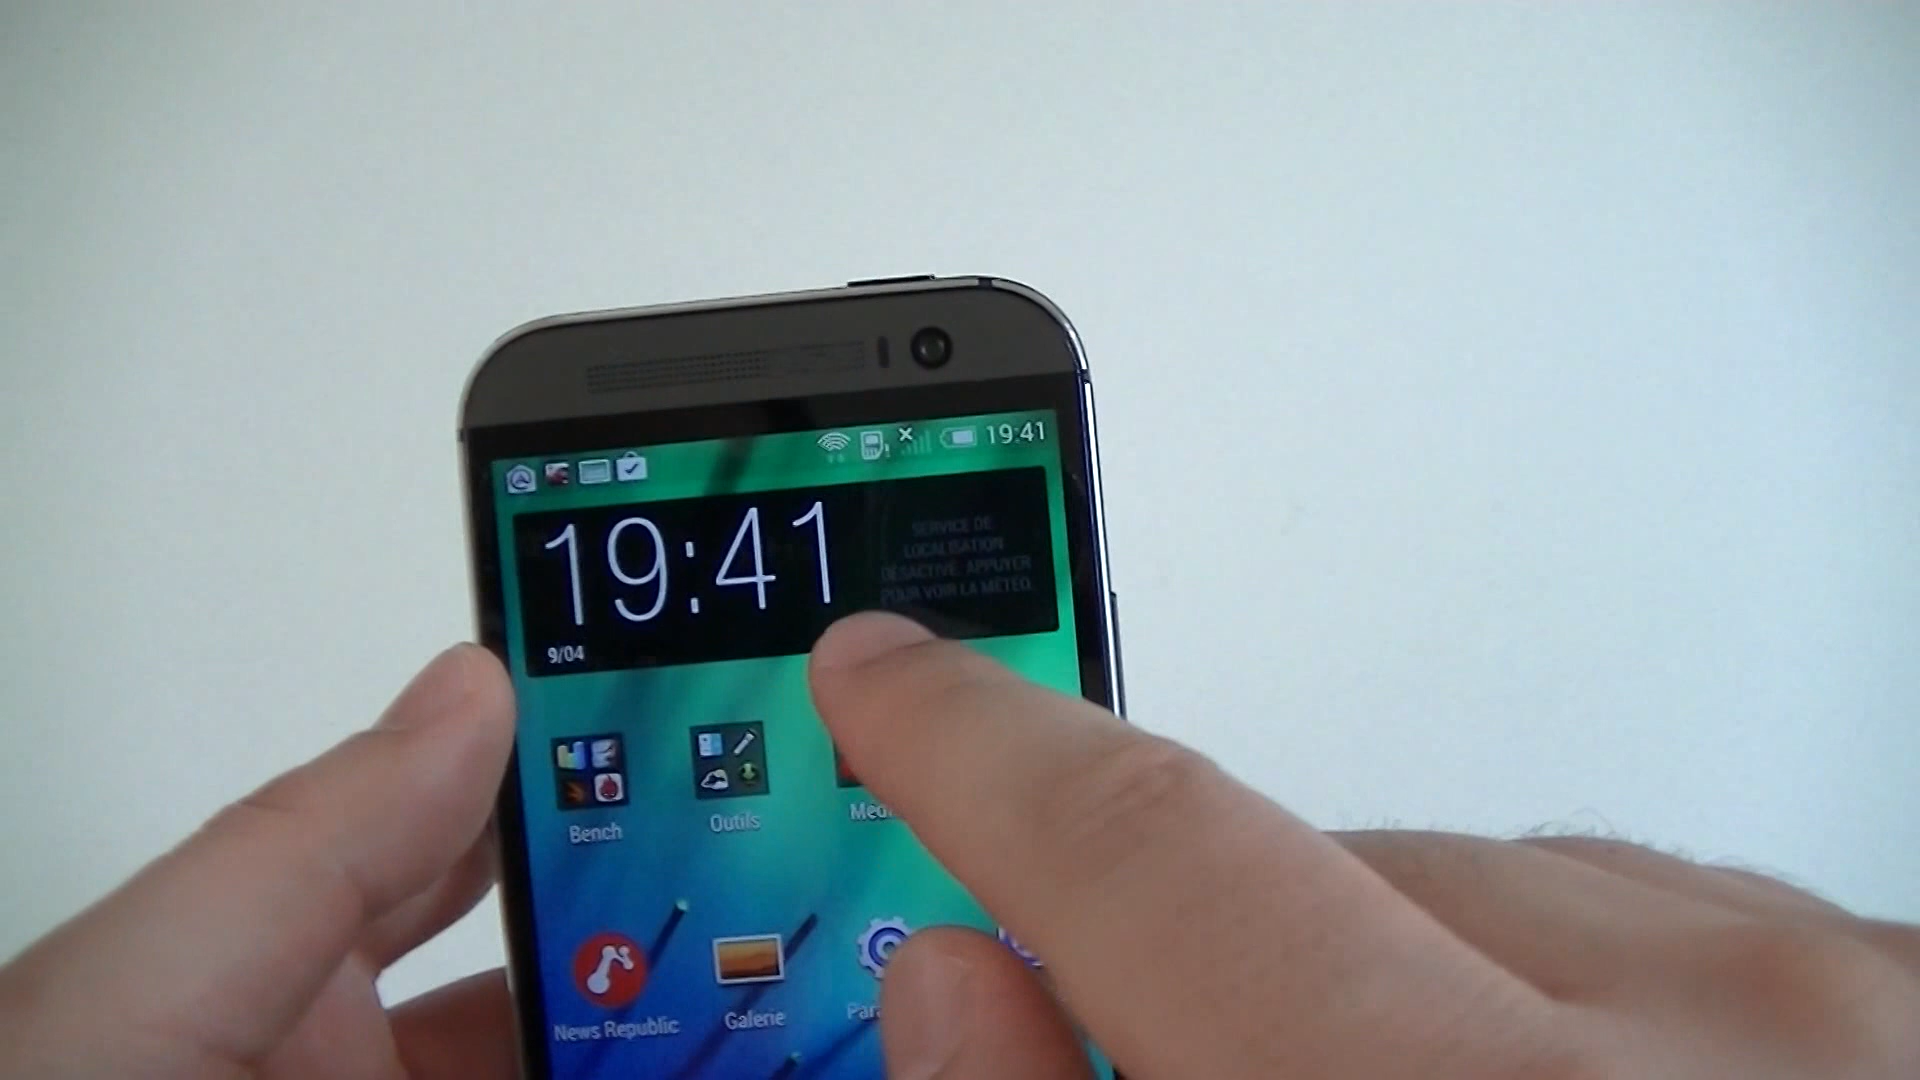 19:41
19:41
SERVICE DE
LOCALISATION
DÉSACTIVÉ. APPUYER
POUR VOIR LA MÉTÉO.
9/04
Bench
Outils
News Republic
Galerie